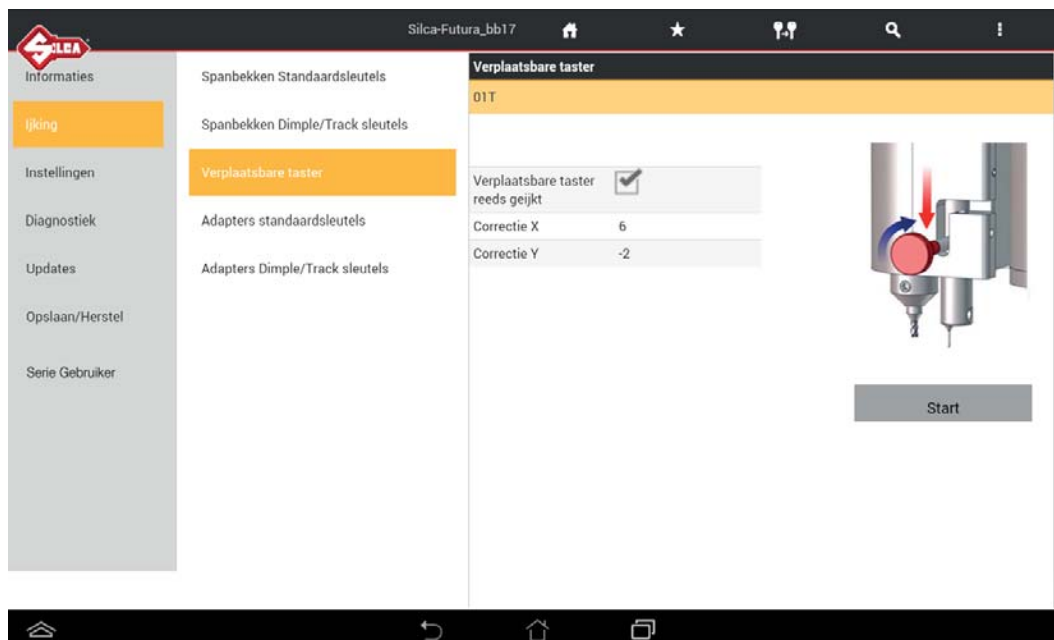 Silca-Futura_bb17
SILCA
Informaties
Ijking
Instellingen
Diagnostiek
Updates
Opslaan/Herstel
Serie Gebruiker
Spanbekken Standaardsleutels
Spanbekken Dimple/Track sleutels
Verplaatsbare taster
Adapters standaardsleutels
Adapters Dimple/Track sleutels
Verplaatsbare taster
01T
Verplaatsbare taster
reeds geijkt
Correctie X 6
Correctie Y -2
Start